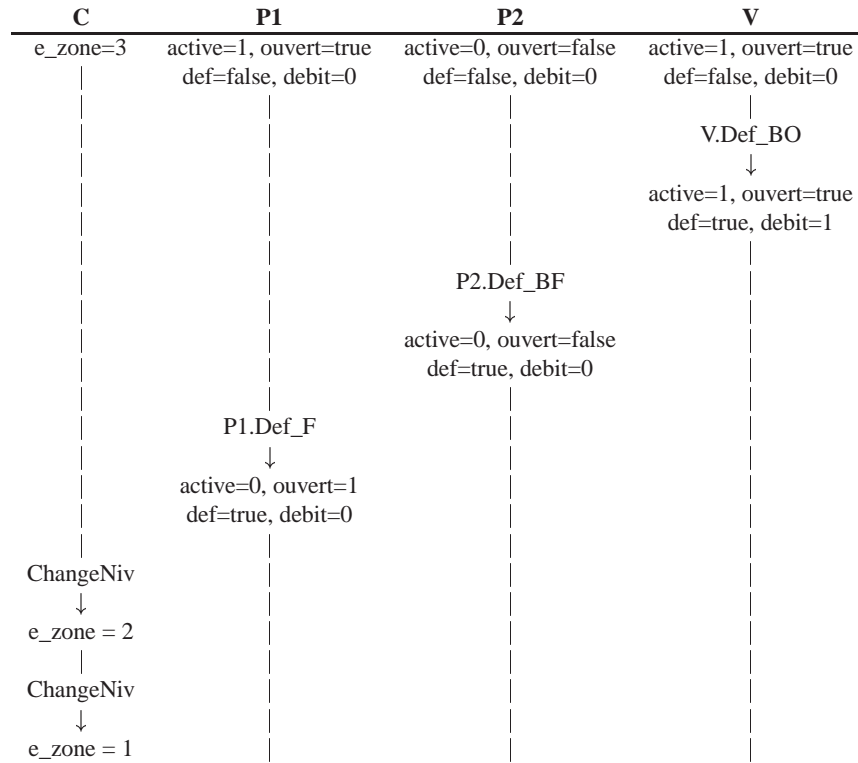 C P1 P2 V
e_zone=3 active=1, ouvert=true active=0, ouvert=false active=1, ouvert=true
def=false, debit=0 def=false, debit=0 def=false, debit=0
V.Def_BO
↓
active=1, ouvert=true
def=true, debit=1
P2.Def_BF
↓
active=0, ouvert=false
def=true, debit=0
P1.Def_F
↓
active=0, ouvert=1
def=true, debit=0
ChangeNiv
↓
e_zone = 2
ChangeNiv
↓
e_zone = 1